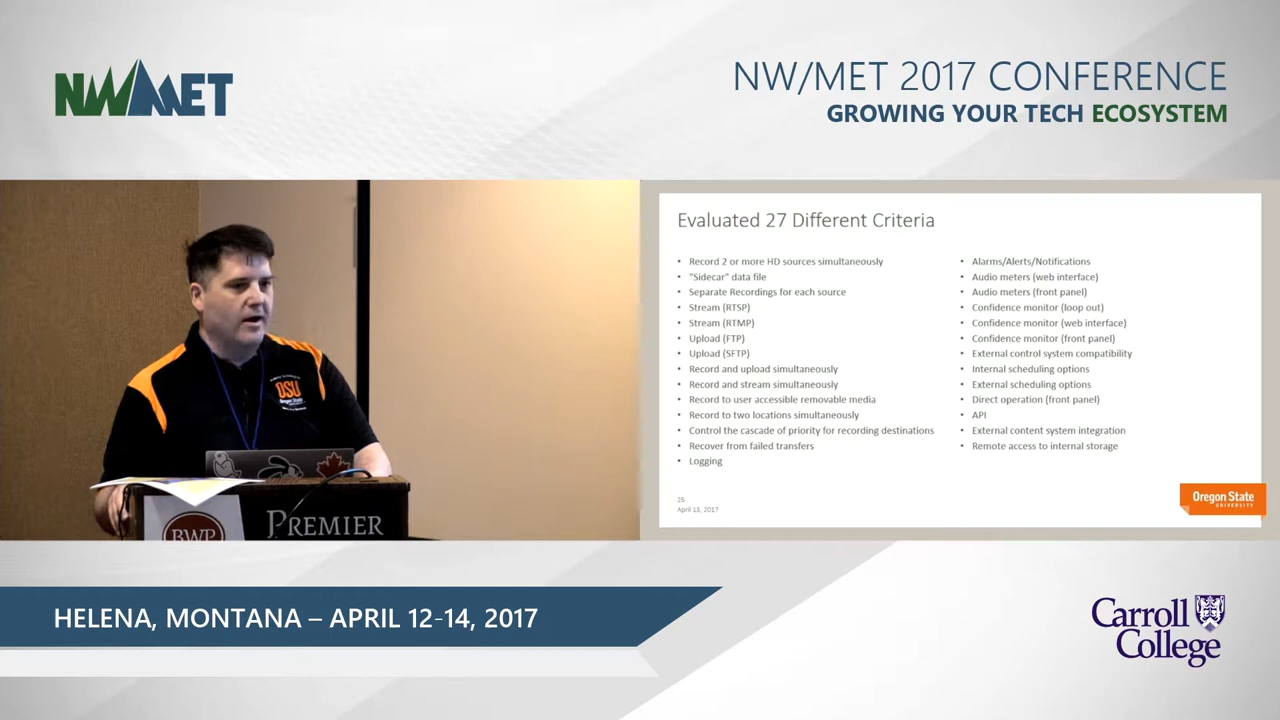 NWMET
NW/MET 2017 CONFERENCE
GROWING YOUR TECH ECOSYSTEM
OSU
Oregon State
BWP
PREMIER
Evaluated 27 Different Criteria
• Record 2 or more HD sources simultaneously
• "Sidecar" data file
• Separate Recordings for each source
• Stream (RTSP)
• Stream (RTMP)
• Upload (FTP)
• Upload (SFTP)
• Record and upload simultaneously
• Record and stream simultaneously
• Record to user accessible removable media
• Record to two locations simultaneously
• Control the cascade of priority for recording destinations
• Recover from failed transfers
• Logging
• Alarms/Alerts/Notifications
• Audio meters (web interface)
• Audio meters (front panel)
• Confidence monitor (loop out)
• Confidence monitor (web interface)
• Confidence monitor (front panel)
• External control system compatibility
• Internal scheduling options
• External scheduling options
• Direct operation (front panel)
• API
• External content system integration
• Remote access to internal storage
25
April 13, 2017
Oregon State
UNIVERSITY
HELENA, MONTANA – APRIL 12-14, 2017
Carroll
College